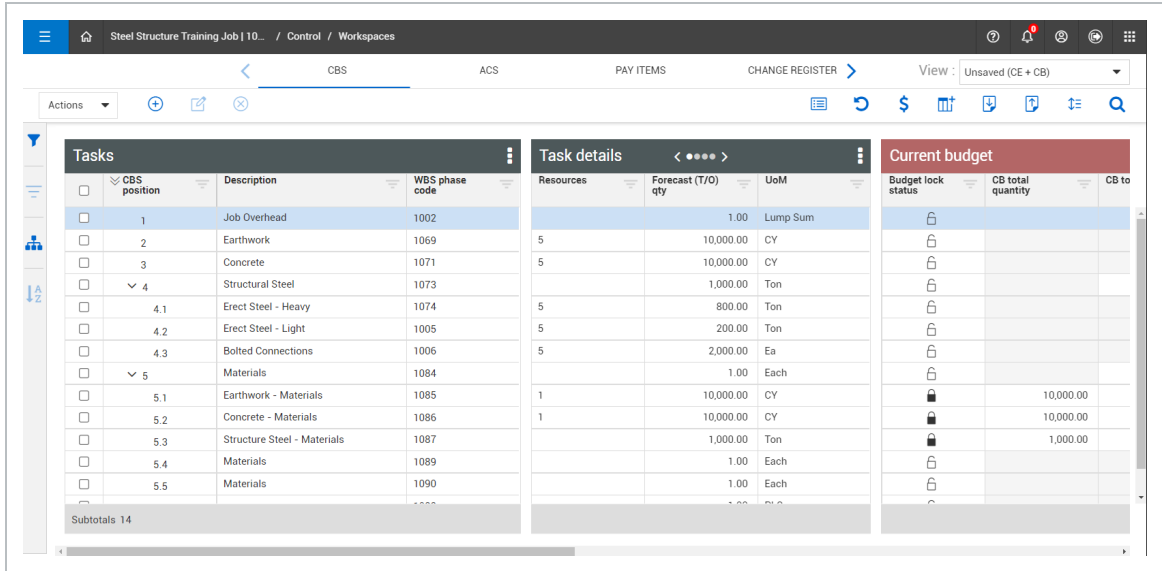 Steel Structure Training Job | 10... / Control / Workspaces 0
CBS ACS PAY ITEMS CHANGE REGISTER View : Unsaved (CE + CB)
Actions
Tasks Task details Current budget
CBS position Description WBS phase code Resources Forecast (T/O) qty UoM Budget lock status CB total quantity CB to
1 Job Overhead 1002 1.00 Lump Sum
2 Earthwork 1069 5 10,000.00 CY
3 Concrete 1071 5 10,000.00 CY
4 Structural Steel 1073 1,000.00 Ton
4.1 Erect Steel - Heavy 1074 5 800.00 Ton
4.2 Erect Steel - Light 1005 5 200.00 Ton
4.3 Bolted Connections 1006 5 2,000.00 Ea
5 Materials 1084 1.00 Each
5.1 Earthwork - Materials 1085 1 10,000.00 CY 10,000.00
5.2 Concrete - Materials 1086 1 10,000.00 CY 10,000.00
5.3 Structure Steel - Materials 1087 1,000.00 Ton 1,000.00
5.4 Materials 1089 1.00 Each
5.5 Materials 1090 1.00 Each
Subtotals 14